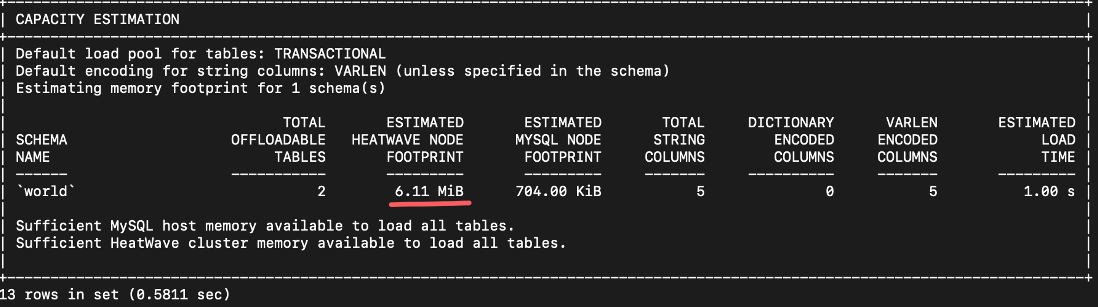 CAPACITY ESTIMATION
Default load pool for tables: TRANSACTIONAL
Default encoding for string columns: VARLEN (unless specified in the schema)
Estimating memory footprint for 1 schema(s)
TOTAL ESTIMATED ESTIMATED TOTAL DICTIONARY VARLEN ESTIMATED
SCHEMA OFFLOADABLE HEATWAVE NODE MYSQL NODE STRING ENCODED ENCODED LOAD
NAME TABLES FOOTPRINT FOOTPRINT COLUMNS COLUMNS COLUMNS TIME
------ ----------- --------- --------- ------- ---------- ------- ---------
`world` 2 6.11 MiB 704.00 KiB 5 0 5 1.00 s
Sufficient MySQL host memory available to load all tables.
Sufficient HeatWave cluster memory available to load all tables.
13 rows in set (0.5811 sec)